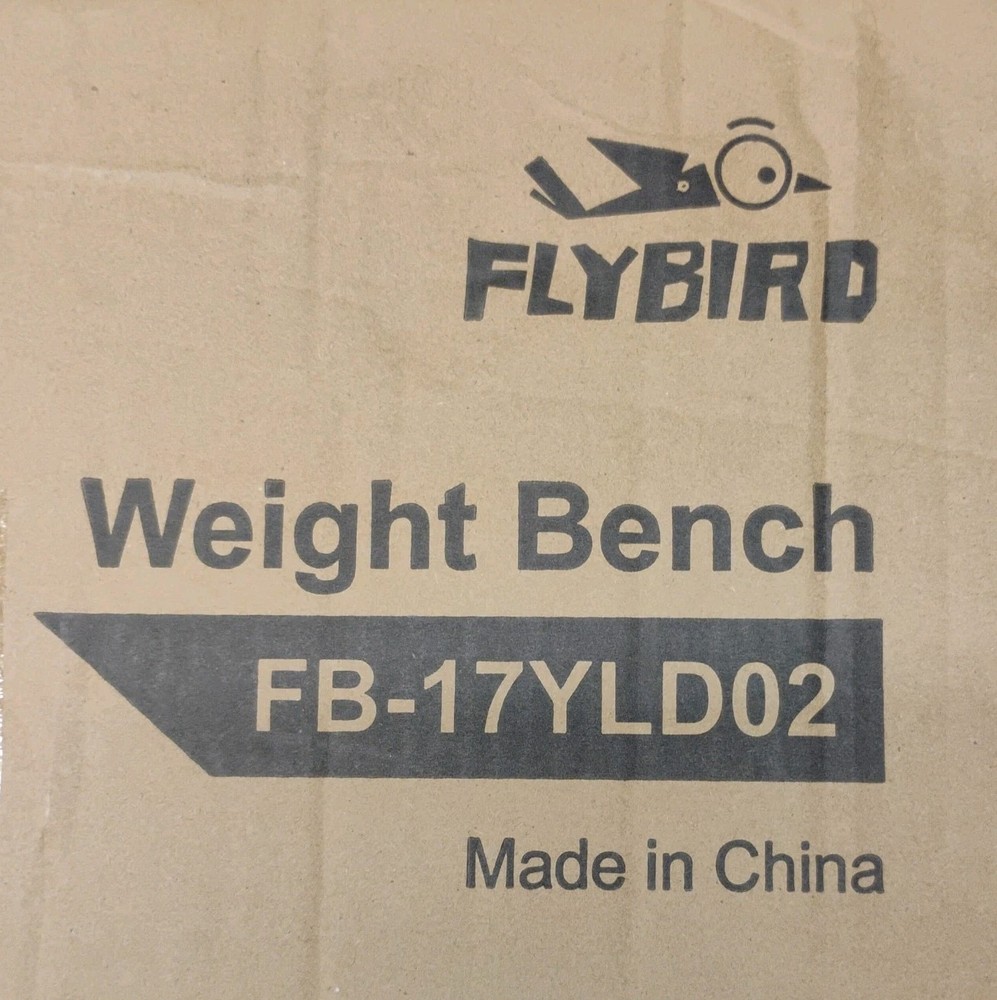 FLYBIRD
Weight Bench
FB-17YLD02
Made in China